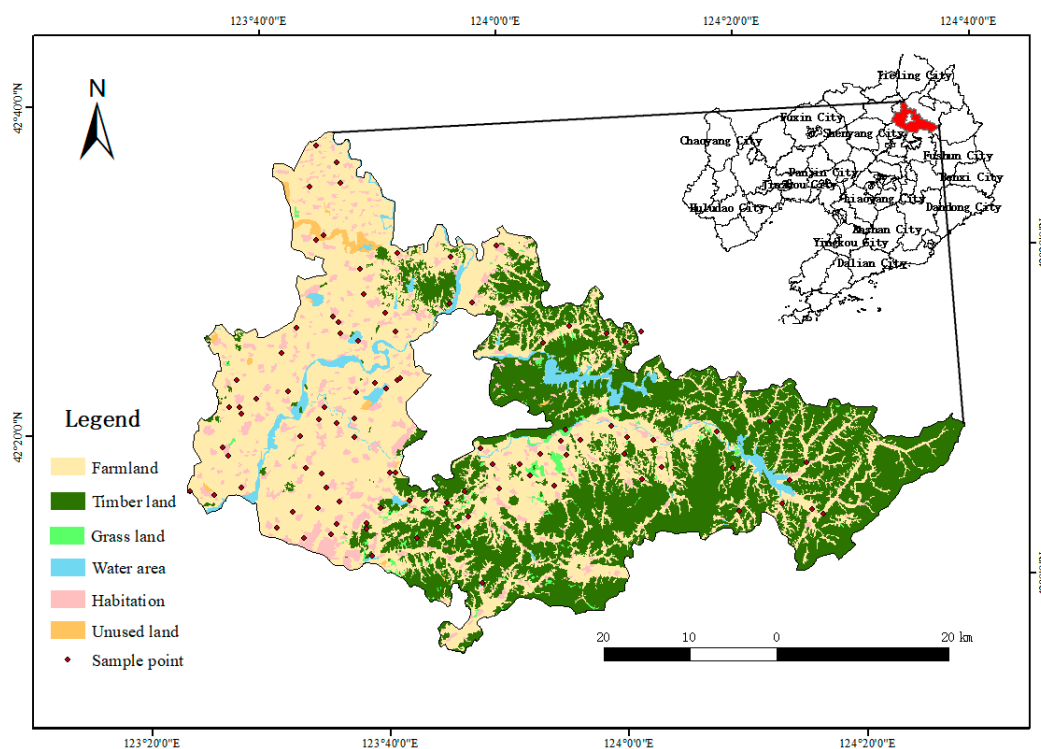 123°40'0"E 124°0'0"E 124°20'0"E 124°40'0"E
N
42°40'0"N
Tieling City
Fuxin City
Shenyang City
Chaoyang City
Fushun City
Panjin City
Benxi City
Liaoyang City
Huludao City
Dandong City
Yingkou City
Dalian City
Legend
42°20'0"N
Farmland
Timber land
Grass land
Water area
Habitation
Unused land
Sample point
20 10 0 20 km
123°20'0"E 123°40'0"E 124°0'0"E 124°20'0"E